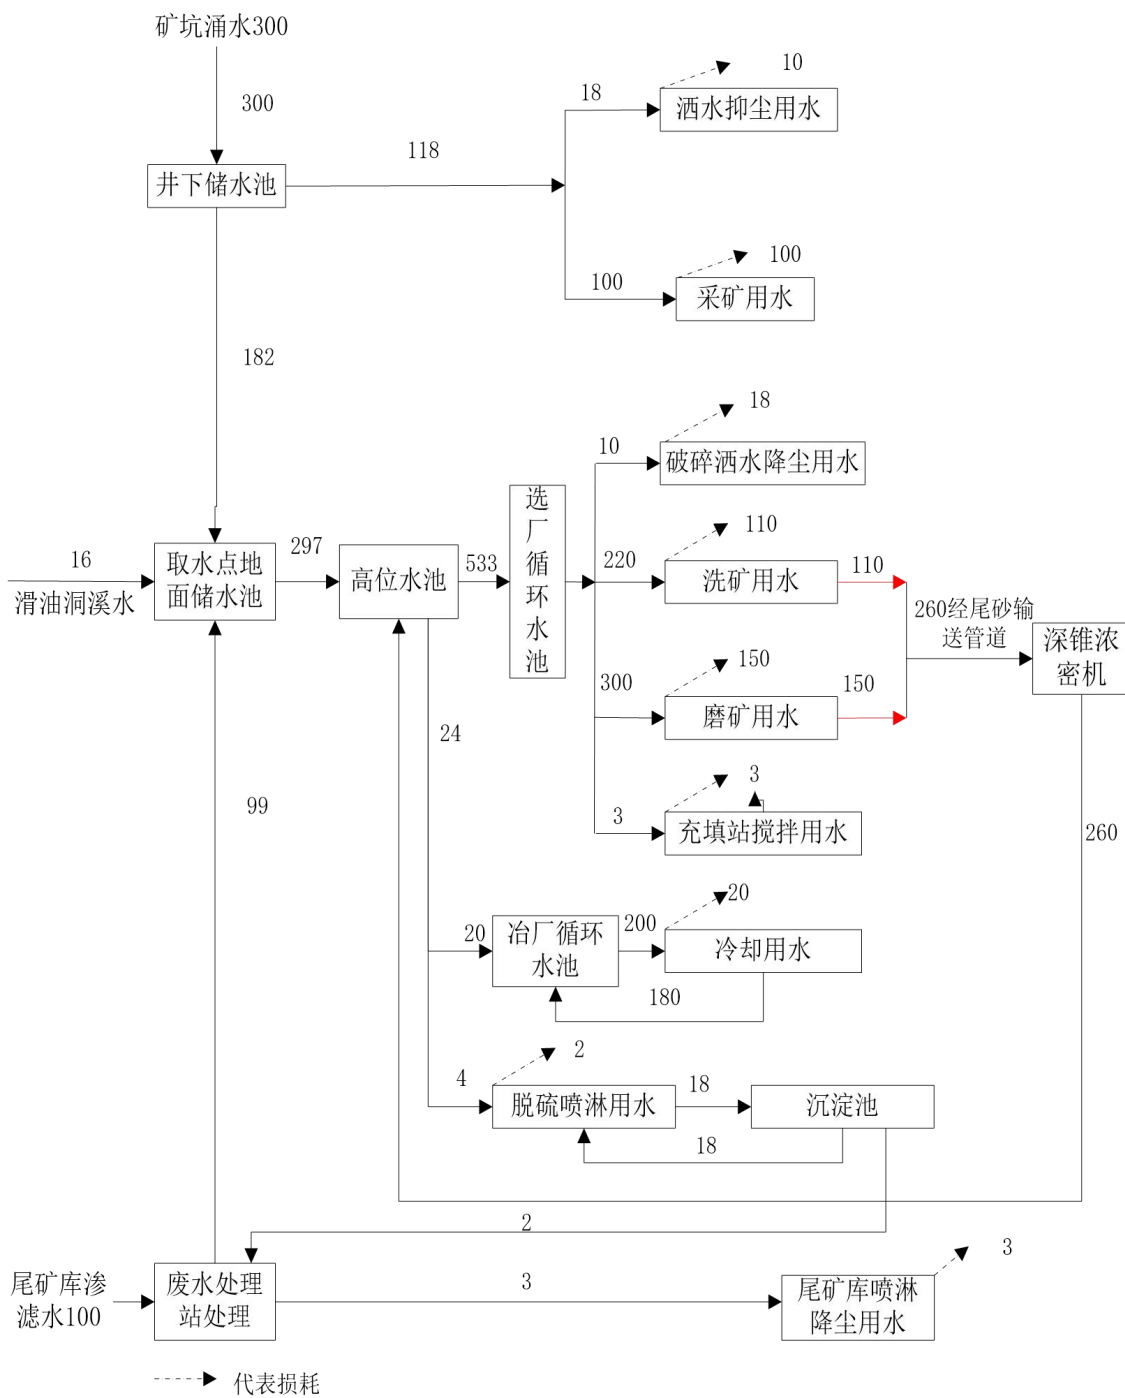 矿坑涌水300
300
10
18
洒水抑尘用水
118
井下储水池
100
100
采矿用水
182
18
10
破碎洒水降尘用水
选厂循环水池
16
滑油洞溪水
取水点地
面储水池
297
高位水池
533
220
110
洗矿用水
110
260经尾砂输
送管道
深锥浓
密机
300
150
磨矿用水
150
24
99
3
3
充填站搅拌用水
260
20
冶厂循环
水池
200
20
冷却用水
180
4
2
脱硫喷淋用水
18
沉淀池
18
2
尾矿库渗
滤水100
废水处理
站处理
3
3
尾矿库喷淋
降尘用水
代表损耗